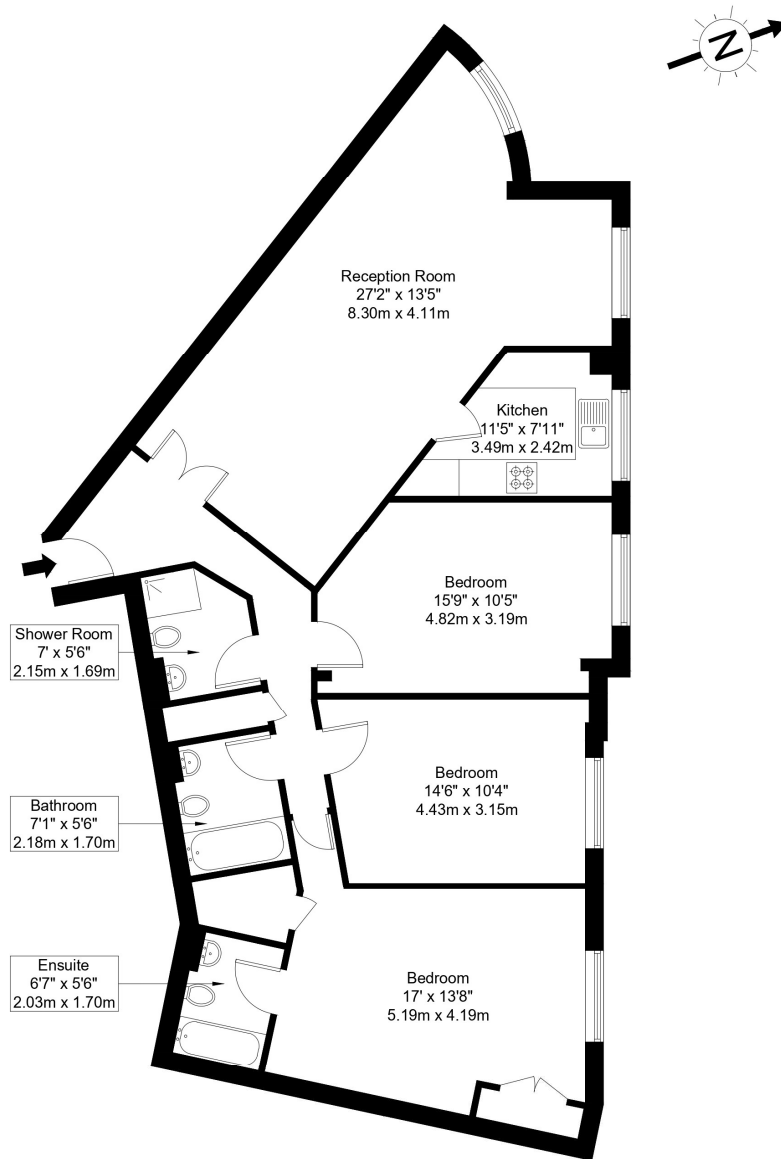 N
Reception Room
27'2" x 13'5"
8.30m x 4.11m
Kitchen
11'5" x 7'11"
3.49m x 2.42m
Bedroom
15'9" x 10'5"
4.82m x 3.19m
Shower Room
7' x 5'6"
2.15m x 1.69m
Bedroom
14'6" x 10'4"
4.43m x 3.15m
Bathroom
7'1" x 5'6"
2.18m x 1.70m
Ensuite
6'7" x 5'6"
2.03m x 1.70m
Bedroom
17' x 13'8"
5.19m x 4.19m